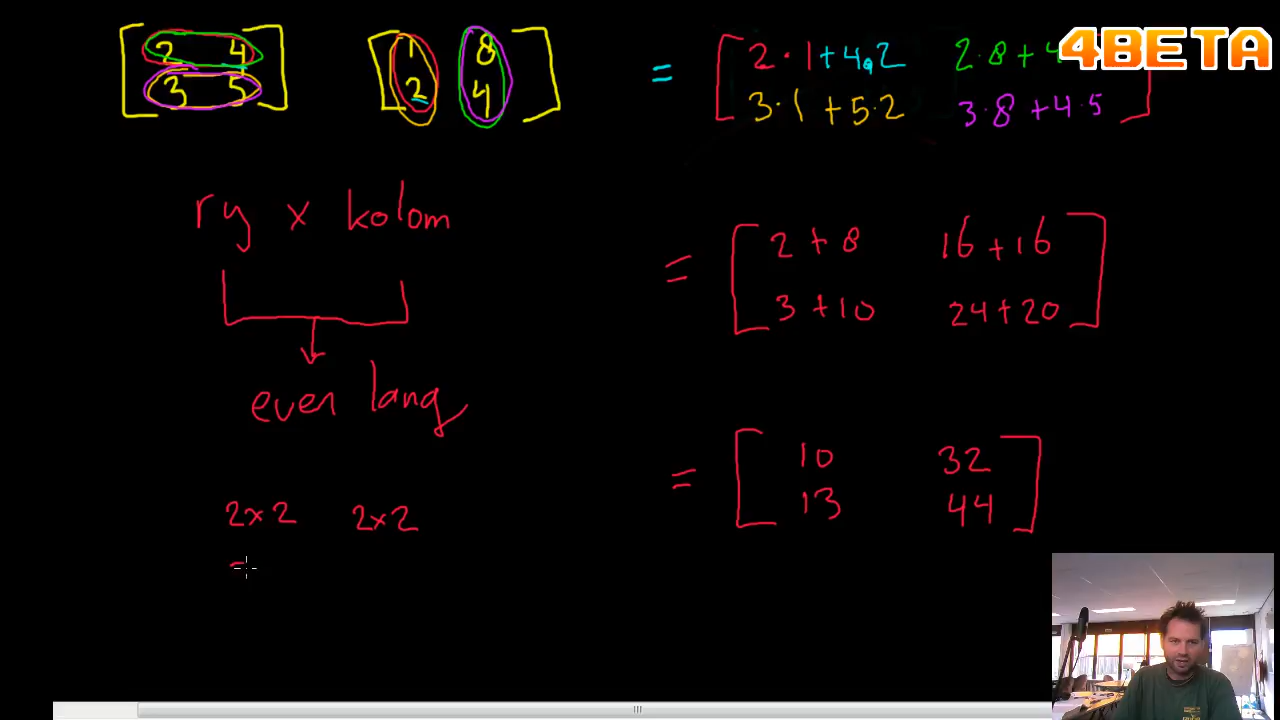 2 4 1 8 = 2·1+4·2 2·8+4
3 5 2 4 3·1+5·2 3·8+4·5
4BETA
ry x kolom
= 2+8 16+16
3+10 24+20
even lang
= 10 32
13 44
2x2 2x2
=